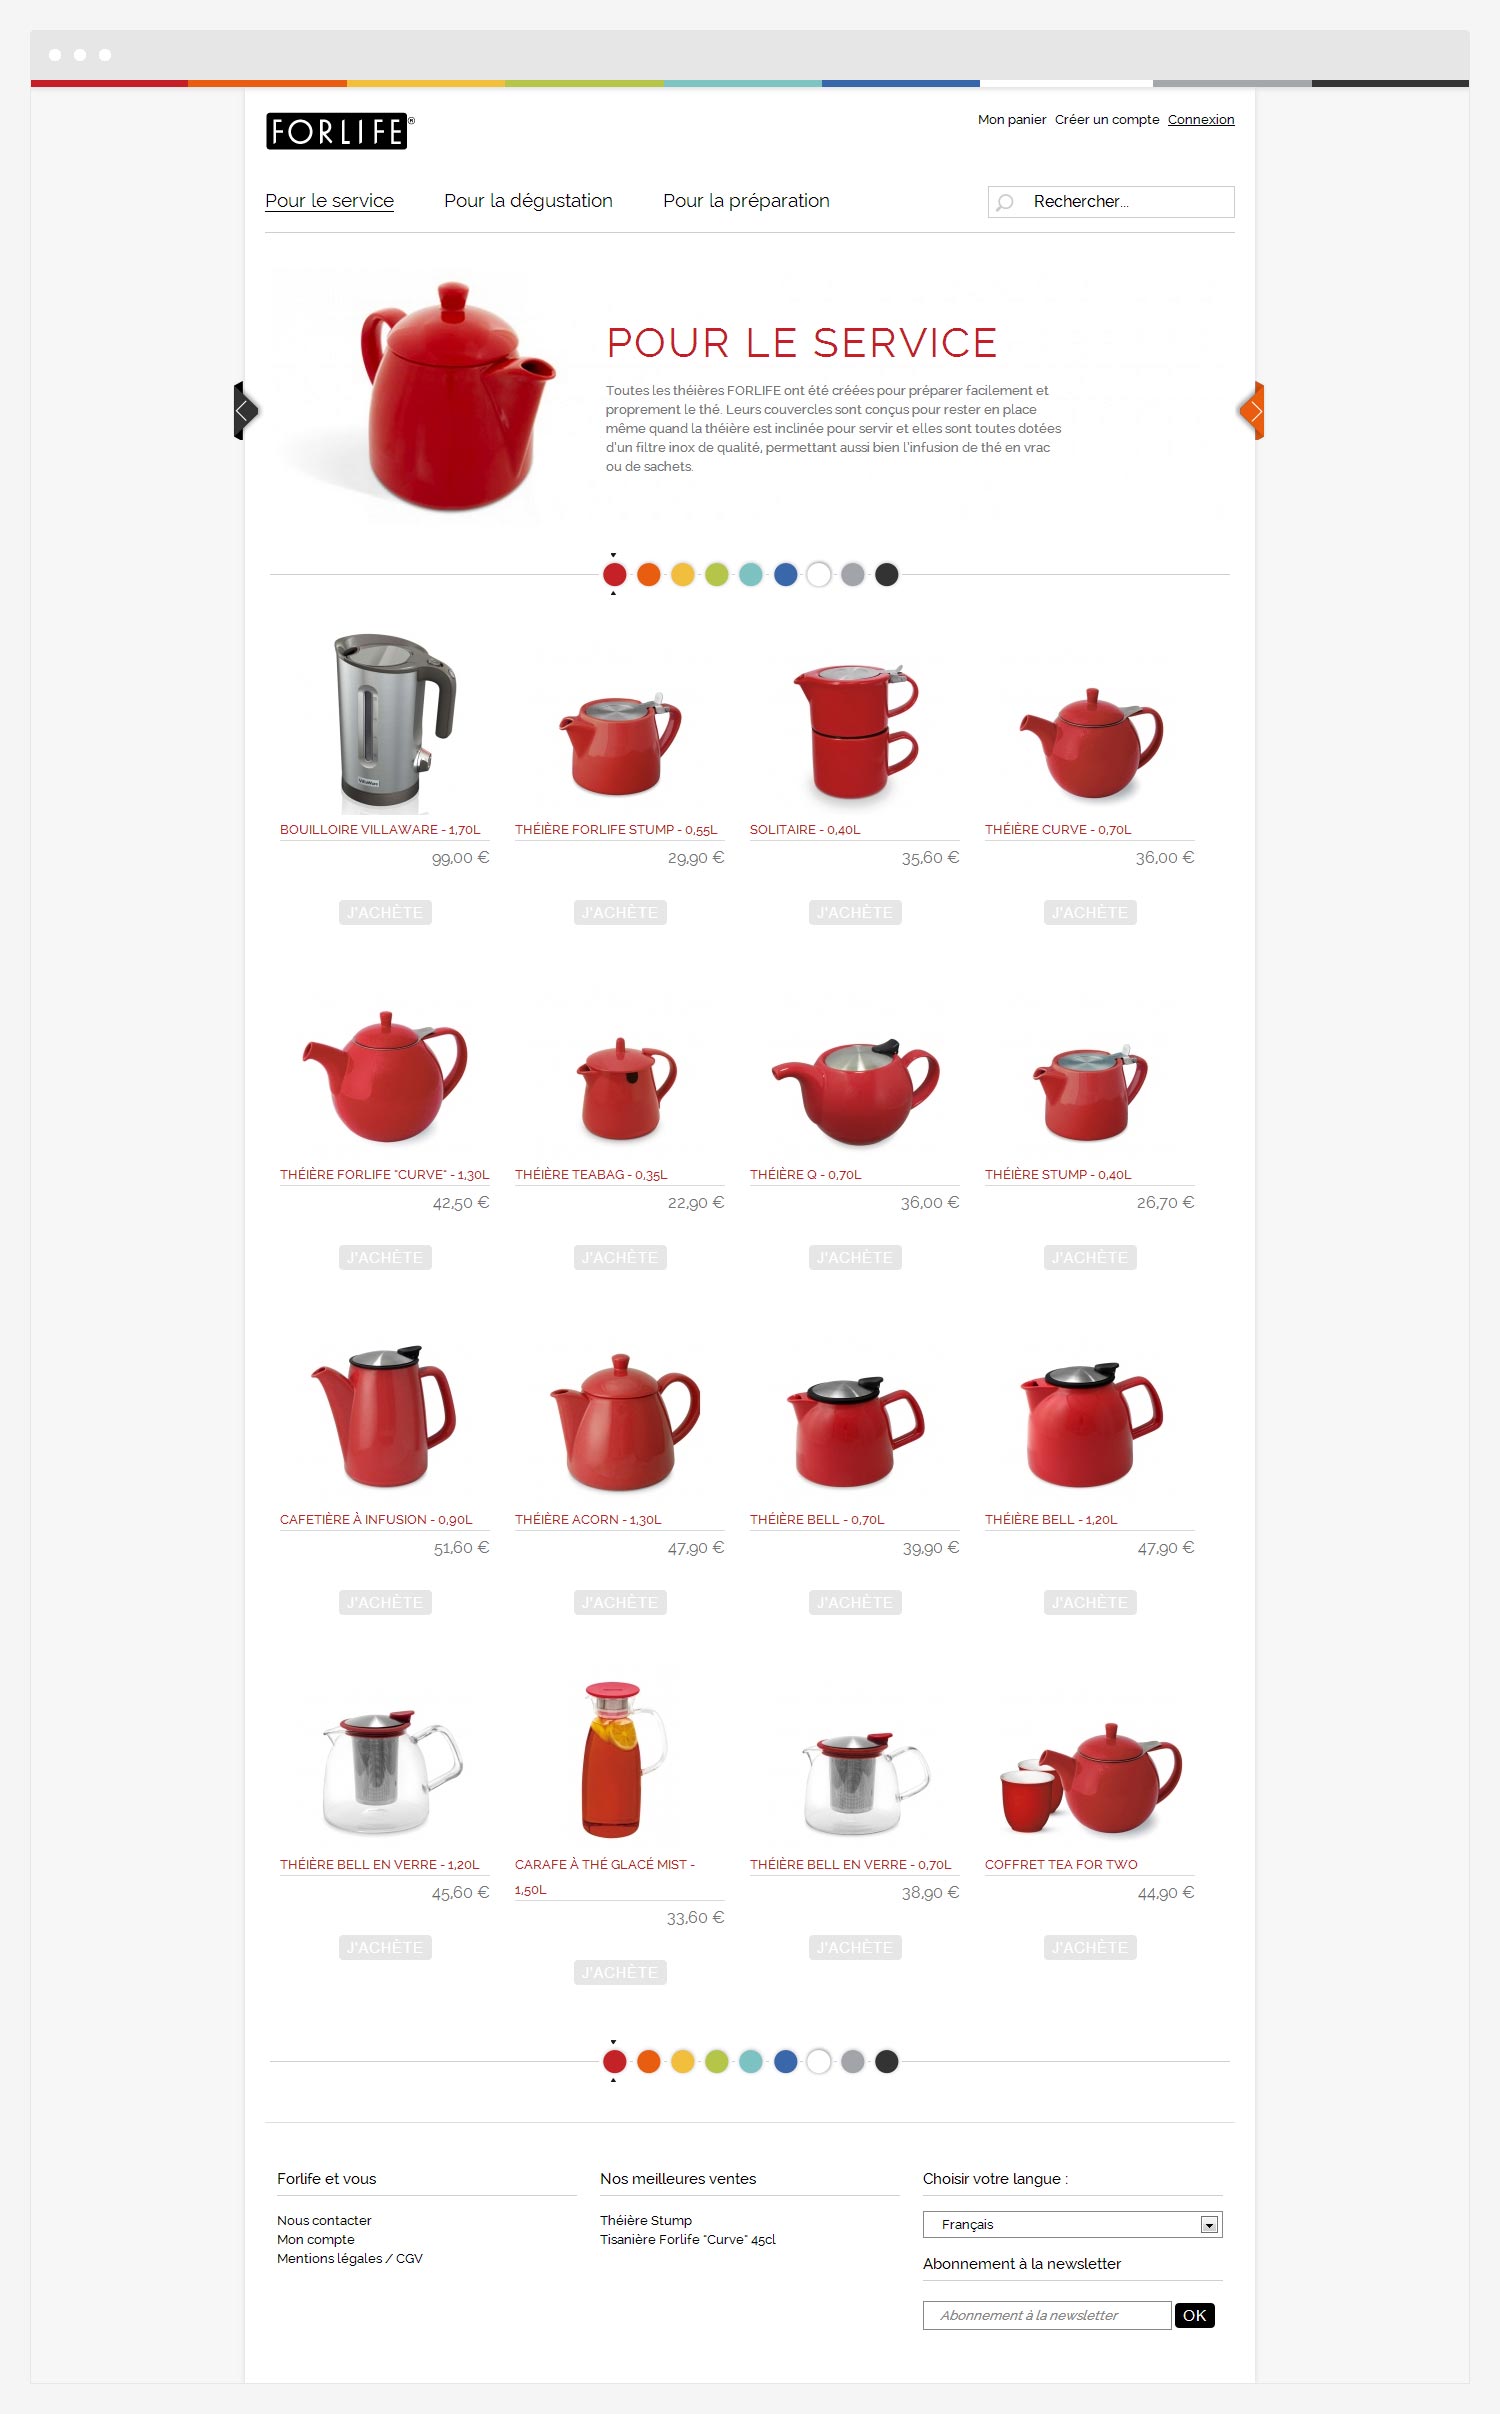 FORLIFE®
Mon panier Créer un compte Connexion
Pour le service Pour la dégustation Pour la préparation Rechercher...
POUR LE SERVICE
Toutes les théières FORLIFE ont été créées pour préparer facilement et
proprement le thé. Leurs couvercles sont conçus pour rester en place
même quand la théière est inclinée pour servir et elles sont toutes dotées
d'un filtre inox de qualité, permettant aussi bien l'infusion de thé en vrac
ou de sachets.
VillaWare
BOUILLOIRE VILLAWARE - 1,70L
99,00 €
J'ACHÈTE
THÉIÈRE FORLIFE STUMP - 0,55L
29,90 €
J'ACHÈTE
SOLITAIRE - 0,40L
35,60 €
J'ACHÈTE
THÉIÈRE CURVE - 0,70L
36,00 €
J'ACHÈTE
THÉIÈRE FORLIFE "CURVE" - 1,30L
42,50 €
J'ACHÈTE
THÉIÈRE TEABAG - 0,35L
22,90 €
J'ACHÈTE
THÉIÈRE Q - 0,70L
36,00 €
J'ACHÈTE
THÉIÈRE STUMP - 0,40L
26,70 €
J'ACHÈTE
CAFETIÈRE À INFUSION - 0,90L
51,60 €
J'ACHÈTE
THÉIÈRE ACORN - 1,30L
47,90 €
J'ACHÈTE
THÉIÈRE BELL - 0,70L
39,90 €
J'ACHÈTE
THÉIÈRE BELL - 1,20L
47,90 €
J'ACHÈTE
THÉIÈRE BELL EN VERRE - 1,20L
45,60 €
J'ACHÈTE
CARAFE À THÉ GLACÉ MIST -
1,50L
33,60 €
J'ACHÈTE
THÉIÈRE BELL EN VERRE - 0,70L
38,90 €
J'ACHÈTE
COFFRET TEA FOR TWO
44,90 €
J'ACHÈTE
Forlife et vous
Nous contacter
Mon compte
Mentions légales / CGV
Nos meilleures ventes
Théière Stump
Tisanière Forlife "Curve" 45cl
Choisir votre langue :
Français
Abonnement à la newsletter
Abonnement à la newsletter OK